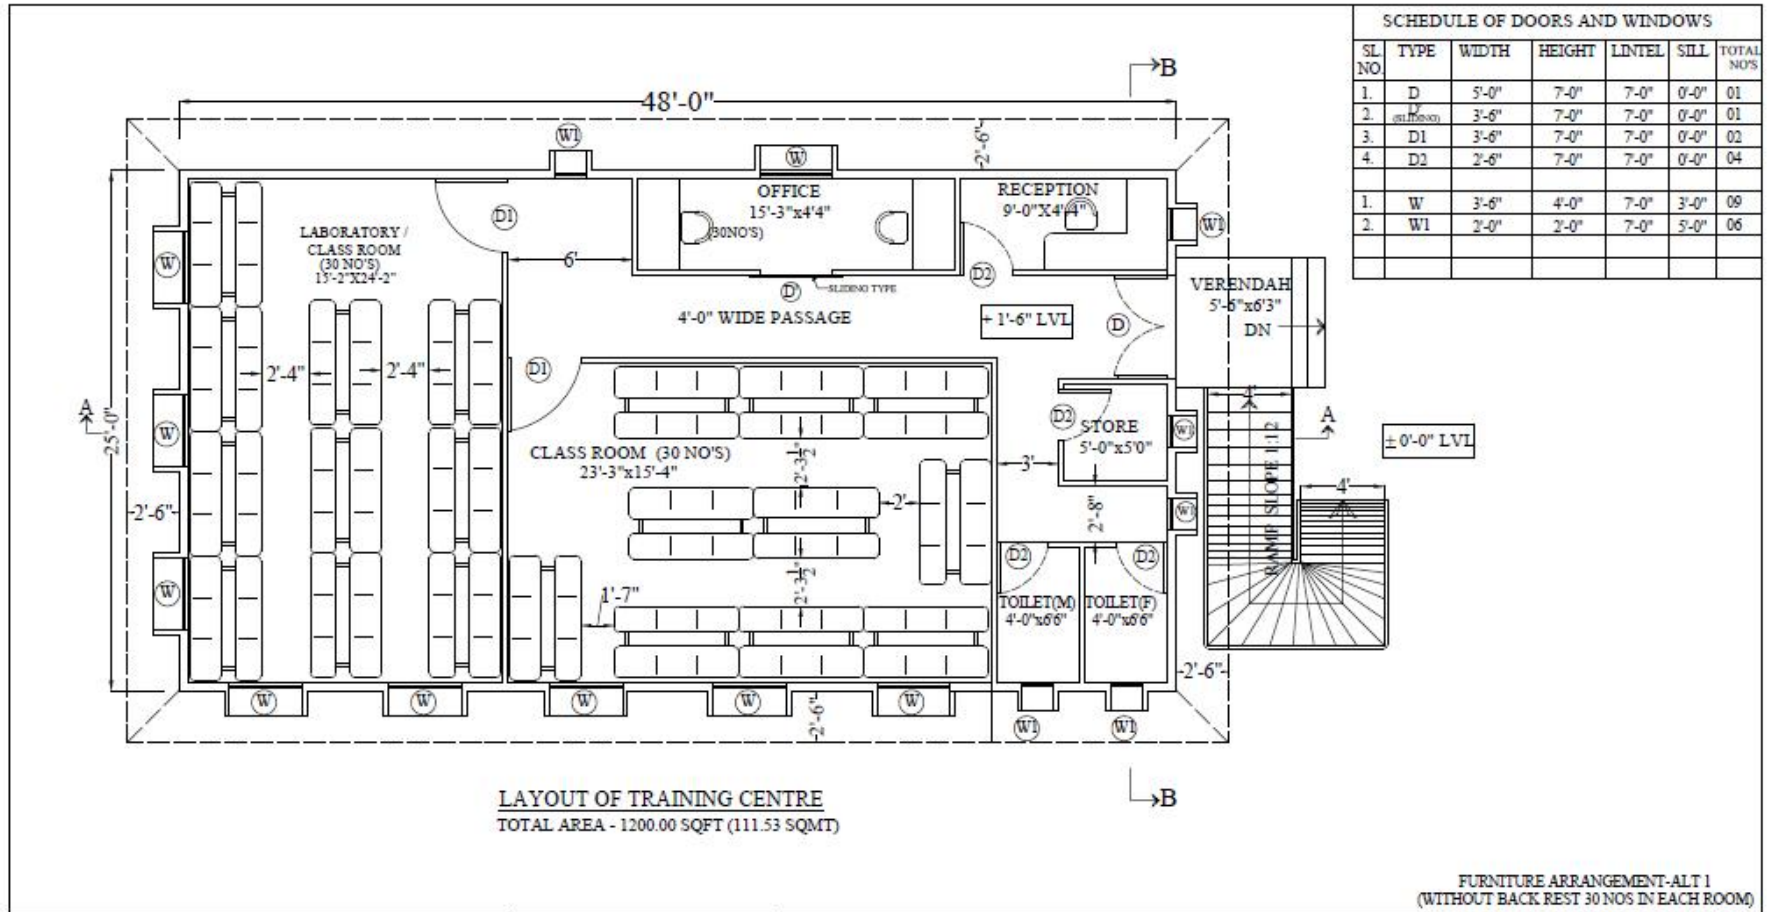 SCHEDULE OF DOORS AND WINDOWS
SL NO. TYPE WIDTH HEIGHT LINTEL SILL TOTAL NO'S
1. D 5'-0" 7'-0" 7'-0" 0'-0" 01
2. D' (SLIDING) 3'-6" 7'-0" 7'-0" 0'-0" 01
3. D1 3'-6" 7'-0" 7'-0" 0'-0" 02
4. D2 2'-6" 7'-0" 7'-0" 0'-0" 04
1. W 3'-6" 4'-0" 7'-0" 3'-0" 09
2. W1 2'-0" 2'-0" 7'-0" 5'-0" 06
B
48'-0"
W1
W
2'-6"
OFFICE
15'-3"x4'4"
(30NO'S)
RECEPTION
9'-0"X4'-4"
W1
D1
LABORATORY /
CLASS ROOM
(30 NO'S)
15'-2"X24'-2"
W
6'
D2
D'
SLIDING TYPE
VERENDAH
5'-6"x6'3"
DN
4'-0" WIDE PASSAGE
+ 1'-6" LVL
D
2'-4"
2'-4"
D1
A
25'-0"
W
D2
STORE
5'-0"x5'0"
W1
4'
A
± 0'-0" LVL
CLASS ROOM (30 NO'S)
23'-3"x15'-4"
2'-3 1/2"
3'
RAMP SLOPE 1:12
4'
2'-6"
2'
2'-8"
W1
W
1'-7"
2'-3 1/2"
D2
D2
TOILET(M)
4'-0"x6'6"
TOILET(F)
4'-0"x6'6"
2'-6"
W
W
W
W
W
2'-6"
W1
W1
B
LAYOUT OF TRAINING CENTRE
TOTAL AREA - 1200.00 SQFT (111.53 SQMT)
FURNITURE ARRANGEMENT-ALT 1
(WITHOUT BACK REST 30 NOS IN EACH ROOM)